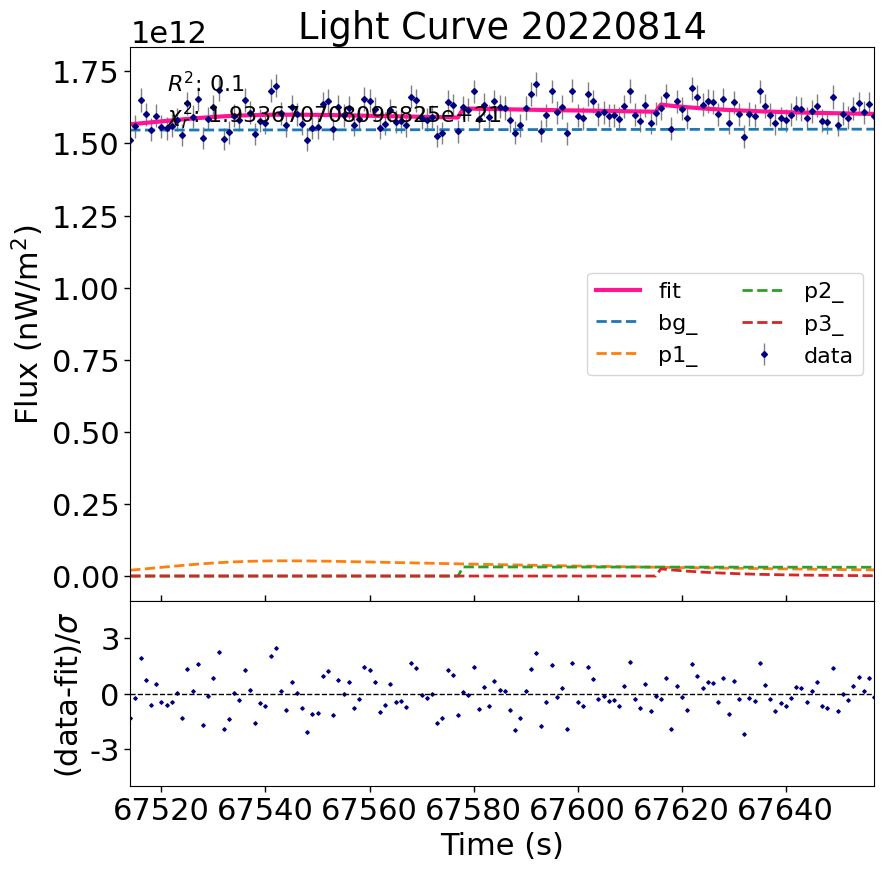 Light Curve 20220814
1e12
R²: 0.1
1.75
1.50
1.25
1.00
0.75
0.50
0.25
0.00
Flux (nW/m²)
fit
bg_
p1_
p2_
p3_
data
3
0
-3
(data-fit)/σ
67520 67540 67560 67580 67600 67620 67640
Time (s)